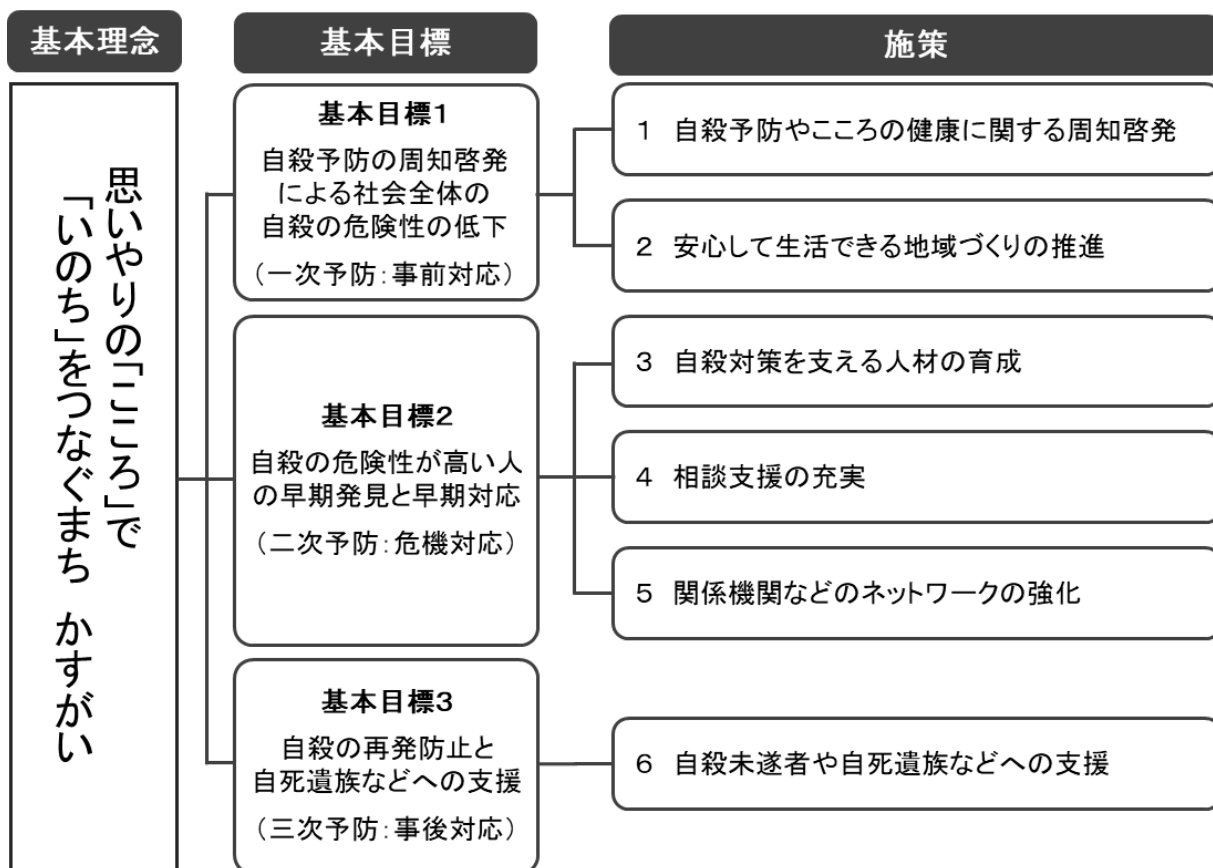 基本理念
思いやりの「こころ」で
「いのち」をつなぐまち　かすがい
基本目標
基本目標1
自殺予防の周知啓発
による社会全体の
自殺の危険性の低下
（一次予防：事前対応）
基本目標2
自殺の危険性が高い人
の早期発見と早期対応
（二次予防：危機対応）
基本目標3
自殺の再発防止と
自死遺族などへの支援
（三次予防：事後対応）
施策
1　自殺予防やこころの健康に関する周知啓発
2　安心して生活できる地域づくりの推進
3　自殺対策を支える人材の育成
4　相談支援の充実
5　関係機関などのネットワークの強化
6　自殺未遂者や自死遺族などへの支援